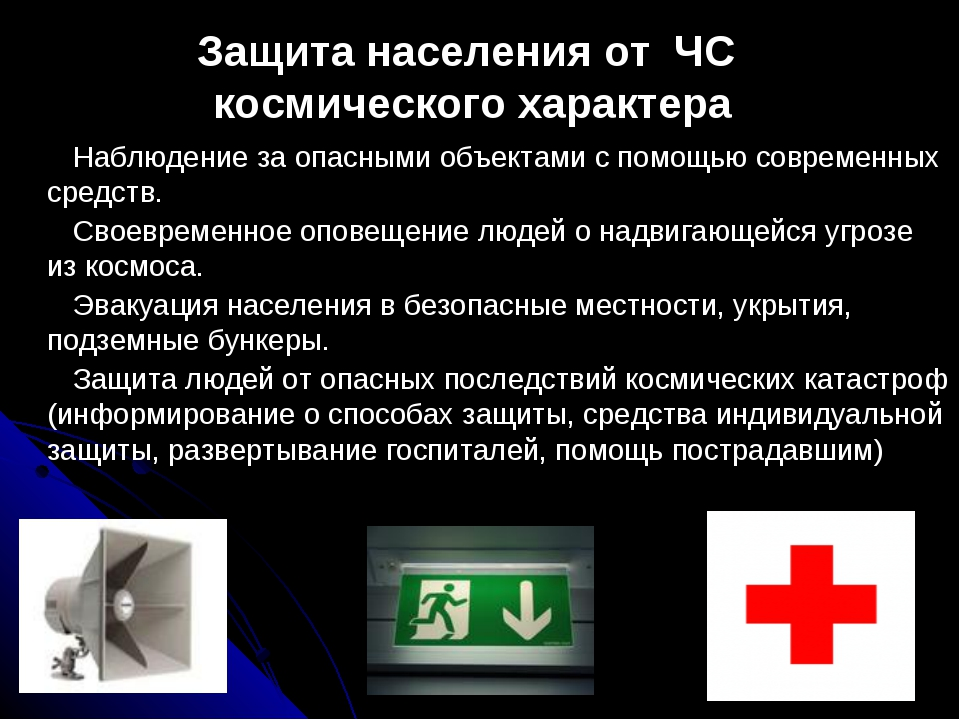 Защита населения от ЧС
космического характера
Наблюдение за опасными объектами с помощью современных
средств.
Своевременное оповещение людей о надвигающейся угрозе
из космоса.
Эвакуация населения в безопасные местности, укрытия,
подземные бункеры.
Защита людей от опасных последствий космических катастроф
(информирование о способах защиты, средства индивидуальной
защиты, развертывание госпиталей, помощь пострадавшим)